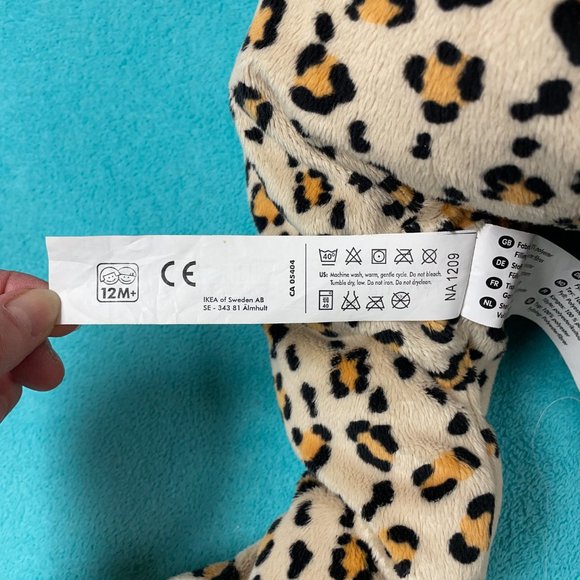 12M+
CE
IKEA of Sweden AB
SE - 343 81 Älmhult
CA 05404
40°
US: Machine wash, warm, gentle cycle. Do not bleach.
Tumble dry, low. Do not iron. Do not dryclean.
40
NA 1209
GB
DE
FR
NL